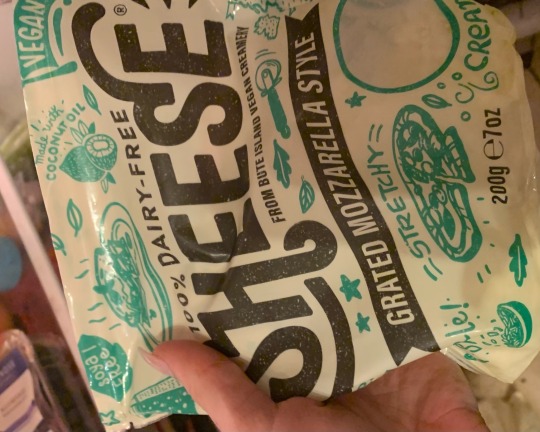 VEGAN
made with
COCONUT OIL
100% DAIRY-FREE
SHEESE®
FROM BUTE ISLAND VEGAN CREAMERY
GRATED MOZZARELLA STYLE
=STRETCHY=
CREAM
200g ℮ 7oz
soya
free